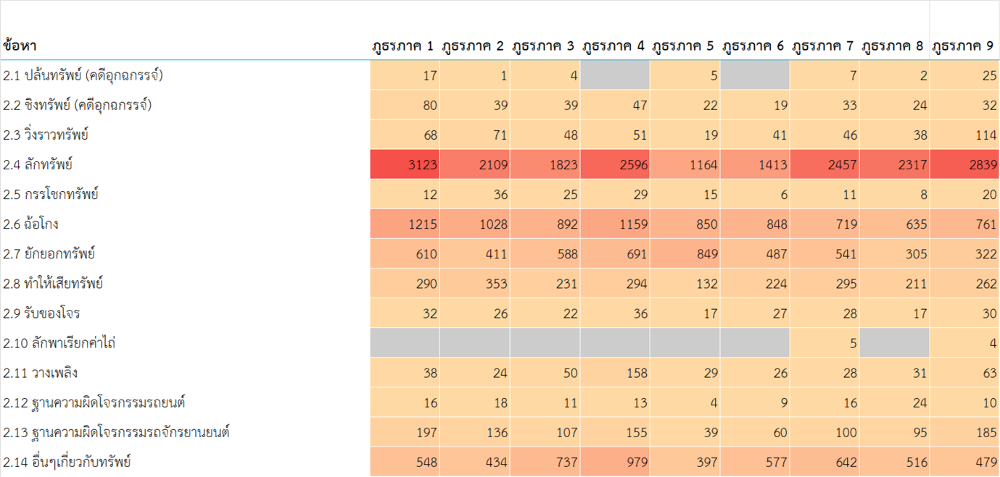 ข้อหา ภูธรภาค 1 ภูธรภาค 2 ภูธรภาค 3 ภูธรภาค 4 ภูธรภาค 5 ภูธรภาค 6 ภูธรภาค 7 ภูธรภาค 8 ภูธรภาค 9
2.1 ปล้นทรัพย์ (คดีอุกฉกรรจ์) 17 1 4 5 7 2 25
2.2 ชิงทรัพย์ (คดีอุกฉกรรจ์) 80 39 39 47 22 19 33 24 32
2.3 วิ่งราวทรัพย์ 68 71 48 51 19 41 46 38 114
2.4 ลักทรัพย์ 3123 2109 1823 2596 1164 1413 2457 2317 2839
2.5 กรรโชกทรัพย์ 12 36 25 29 15 6 11 8 20
2.6 ฉ้อโกง 1215 1028 892 1159 850 848 719 635 761
2.7 ยักยอกทรัพย์ 610 411 588 691 849 487 541 305 322
2.8 ทำให้เสียทรัพย์ 290 353 231 294 132 224 295 211 262
2.9 รับของโจร 32 26 22 36 17 27 28 17 30
2.10 ลักพาเรียกค่าไถ่ 5 4
2.11 วางเพลิง 38 24 50 158 29 26 28 31 63
2.12 ฐานความผิดโจรกรรมรถยนต์ 16 18 11 13 4 9 16 24 10
2.13 ฐานความผิดโจรกรรมรถจักรยานยนต์ 197 136 107 155 39 60 100 95 185
2.14 อื่นๆเกี่ยวกับทรัพย์ 548 434 737 979 397 577 642 516 479